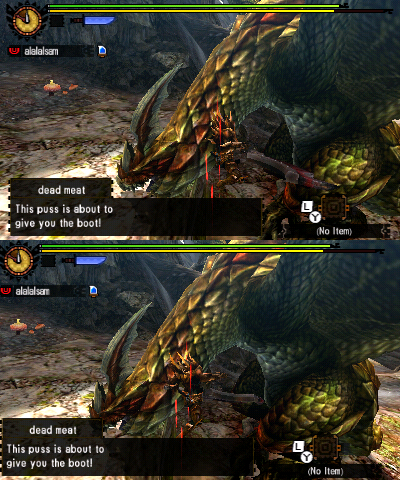 alalalsam
dead meat
This puss is about to
give you the boot!
L
Y
(No Item)
alalalsam
dead meat
This puss is about to
give you the boot!
L
Y
(No Item)